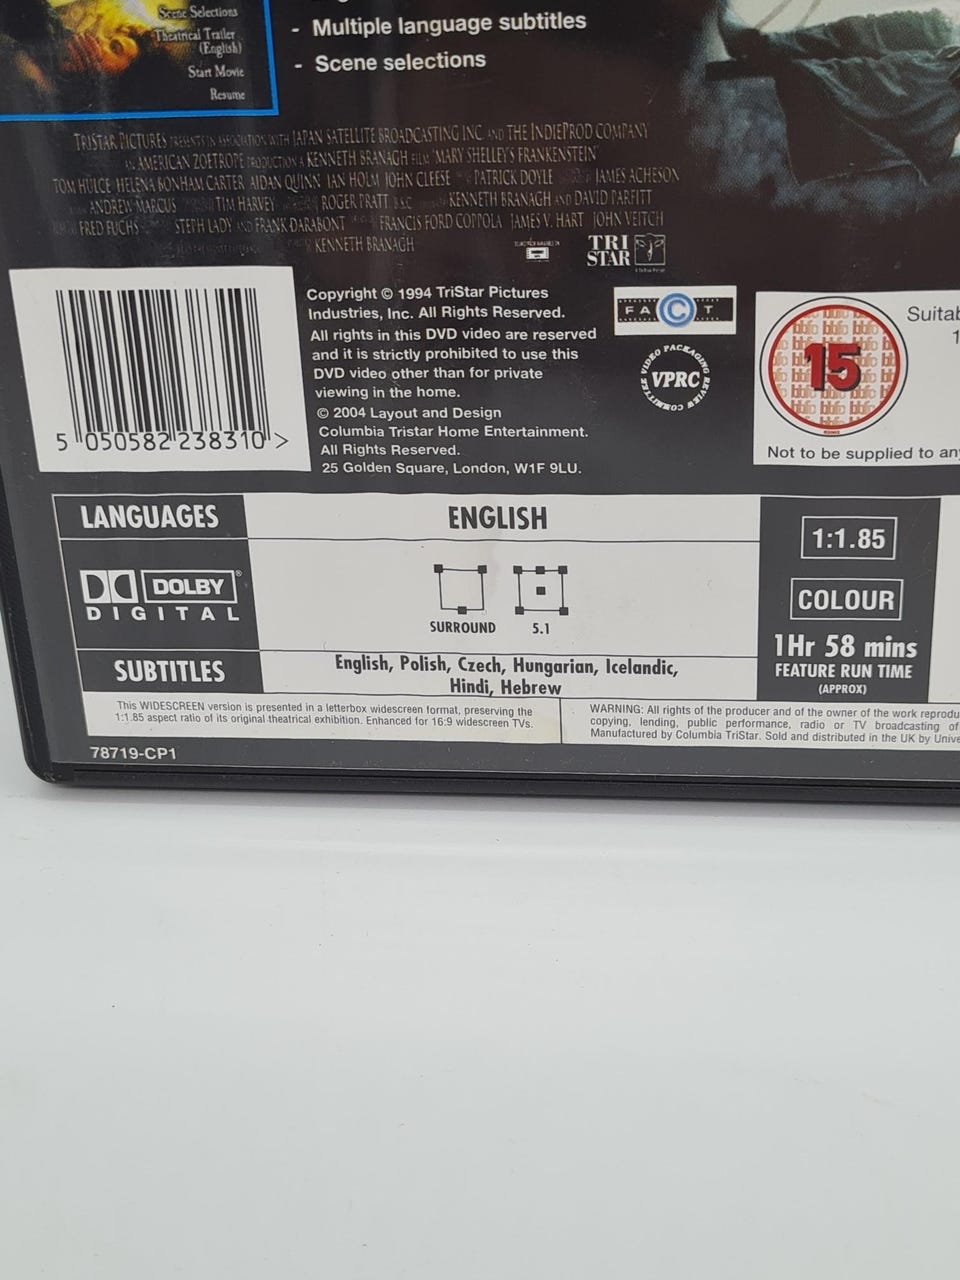 Scene Selections
Theatrical Trailer
(English)
Start Movie
Resume
- Multiple language subtitles
- Scene selections
TRISTAR PICTURES PRESENTS IN ASSOCIATION WITH JAPAN SATELLITE BROADCASTING INC. AND THE INDIEPROD COMPANY
AN AMERICAN ZOETROPE PRODUCTION A KENNETH BRANAGH FILM "MARY SHELLEY'S FRANKENSTEIN"
TOM HULCE HELENA BONHAM CARTER AIDAN QUINN IAN HOLM JOHN CLEESE PATRICK DOYLE JAMES ACHESON
ANDREW MARCUS TIM HARVEY ROGER PRATT B.S.C. KENNETH BRANAGH AND DAVID PARFITT
FRED FUCHS STEPH LADY AND FRANK DARABONT FRANCIS FORD COPPOLA JAMES V. HART JOHN VEITCH
KENNETH BRANAGH
TRI
STAR
5 050582 238310 >
Copyright © 1994 TriStar Pictures
Industries, Inc. All Rights Reserved.
All rights in this DVD video are reserved
and it is strictly prohibited to use this
DVD video other than for private
viewing in the home.
© 2004 Layout and Design
Columbia Tristar Home Entertainment.
All Rights Reserved.
25 Golden Square, London, W1F 9LU.
FACT
VIDEO PACKAGING REVIEW COMMITTEE
VPRC
15
Suitab
1
Not to be supplied to an
LANGUAGES
ENGLISH
DOLBY®
DIGITAL
SURROUND 5.1
SUBTITLES
English, Polish, Czech, Hungarian, Icelandic,
Hindi, Hebrew
1:1.85
COLOUR
1Hr 58 mins
FEATURE RUN TIME
(APPROX)
This WIDESCREEN version is presented in a letterbox widescreen format, preserving the
1:1.85 aspect ratio of its original theatrical exhibition. Enhanced for 16:9 widescreen TVs.
WARNING: All rights of the producer and of the owner of the work reprodu
copying, lending, public performance, radio or TV broadcasting of
Manufactured by Columbia TriStar. Sold and distributed in the UK by Unive
78719-CP1